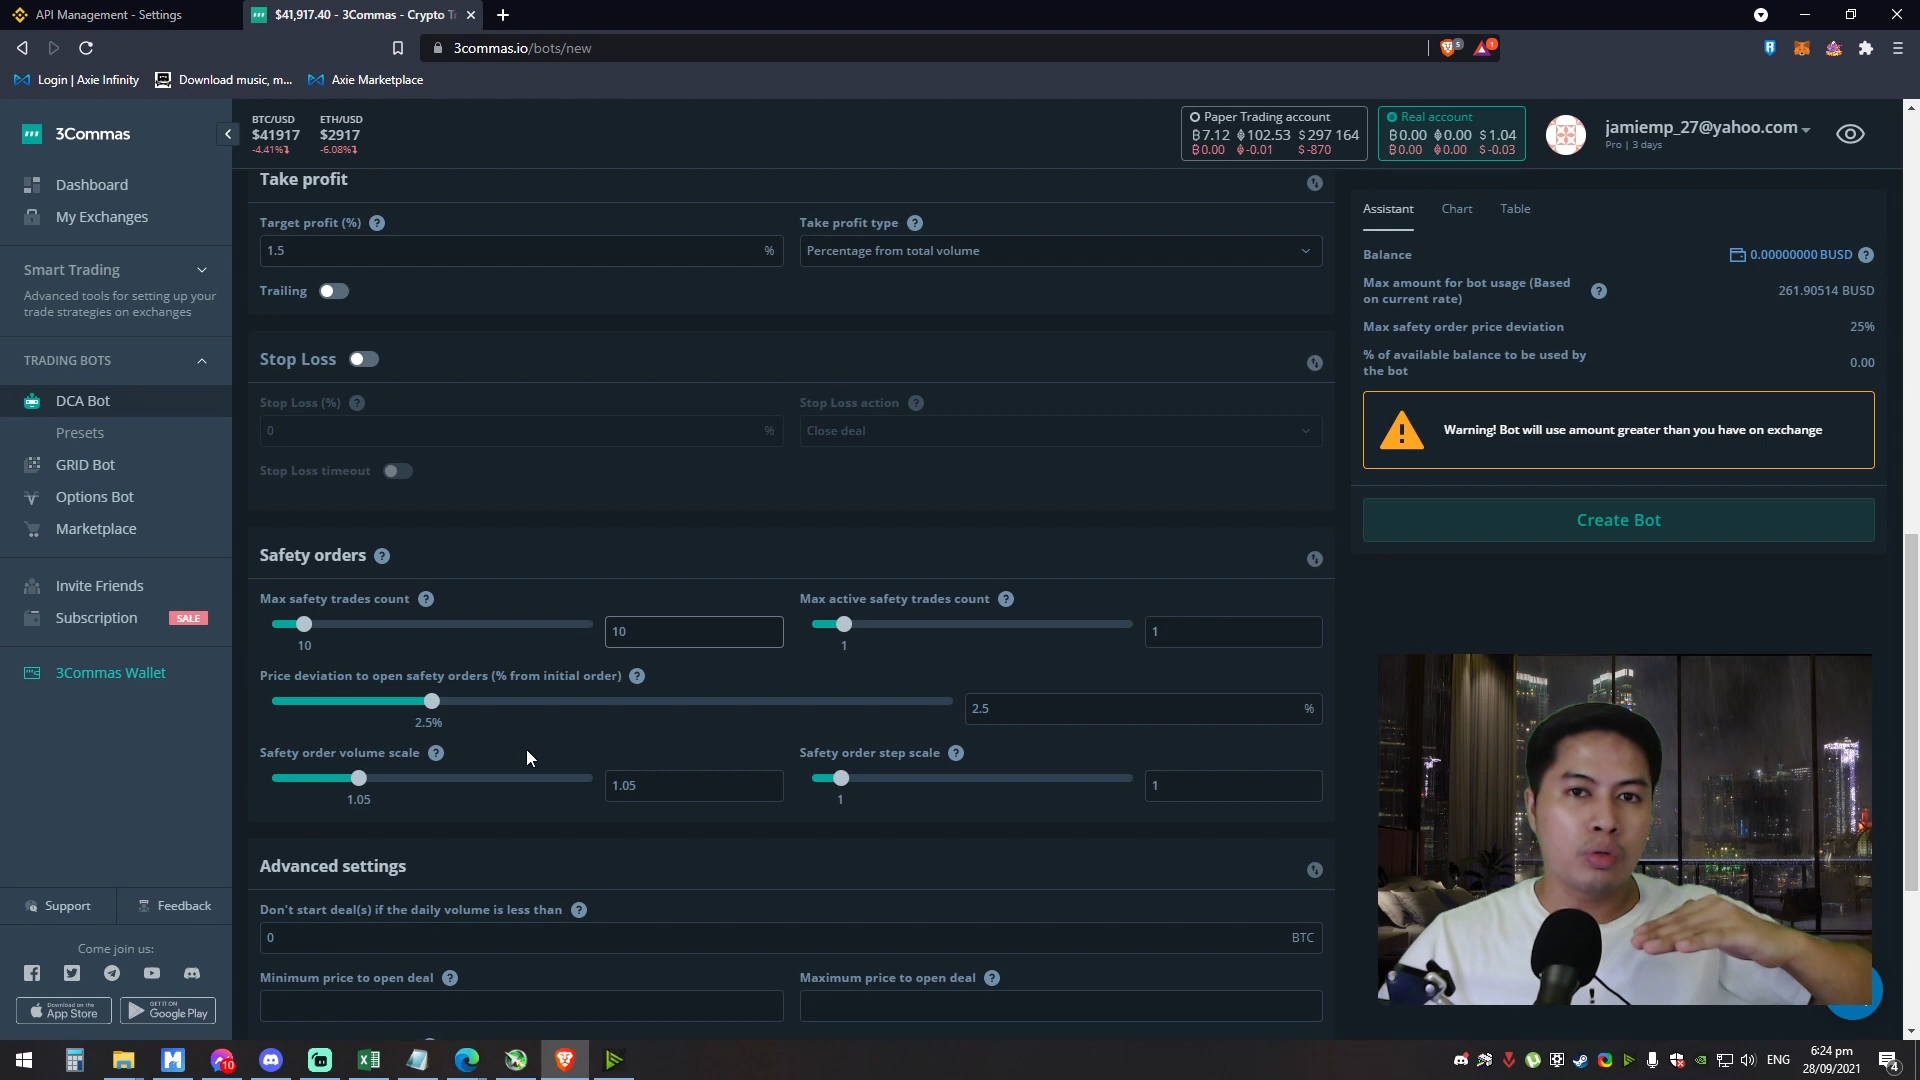 API Management - Settings
$41,917.40 - 3Commas - Crypto Tr
3commas.io/bots/new
5
1
Login | Axie Infinity
Download music, m...
Axie Marketplace
3Commas
BTC/USD
$41917
-4.41%
ETH/USD
$2917
-6.08%
Paper Trading account
7.12 102.53 $297 164
0.00 -0.01 $-870
Real account
0.00 0.00 $1.04
0.00 0.00 $-0.03
jamiemp_27@yahoo.com
Pro | 3 days
Dashboard
My Exchanges
Smart Trading
Advanced tools for setting up your
trade strategies on exchanges
TRADING BOTS
DCA Bot
Presets
GRID Bot
Options Bot
Marketplace
Invite Friends
Subscription
SALE
3Commas Wallet
Support
Feedback
Come join us:
Download on the
App Store
GET IT ON
Google Play
Take profit
Target profit (%) ?
1.5 %
Take profit type ?
Percentage from total volume
Trailing
Stop Loss
Stop Loss (%) ?
0 %
Stop Loss action ?
Close deal
Stop Loss timeout
Safety orders ?
Max safety trades count ?
10
10
Max active safety trades count ?
1
1
Price deviation to open safety orders (% from initial order) ?
2.5%
2.5 %
Safety order volume scale ?
1.05
1.05
Safety order step scale ?
1
1
Advanced settings
Don't start deal(s) if the daily volume is less than ?
0 BTC
Minimum price to open deal ?
Maximum price to open deal ?
Assistant
Chart
Table
Balance
0.00000000 BUSD ?
Max amount for bot usage (Based
on current rate) ?
261.90514 BUSD
Max safety order price deviation
25%
% of available balance to be used by
the bot
0.00
Warning! Bot will use amount greater than you have on exchange
Create Bot
10
ENG
6:24 pm
28/09/2021
4